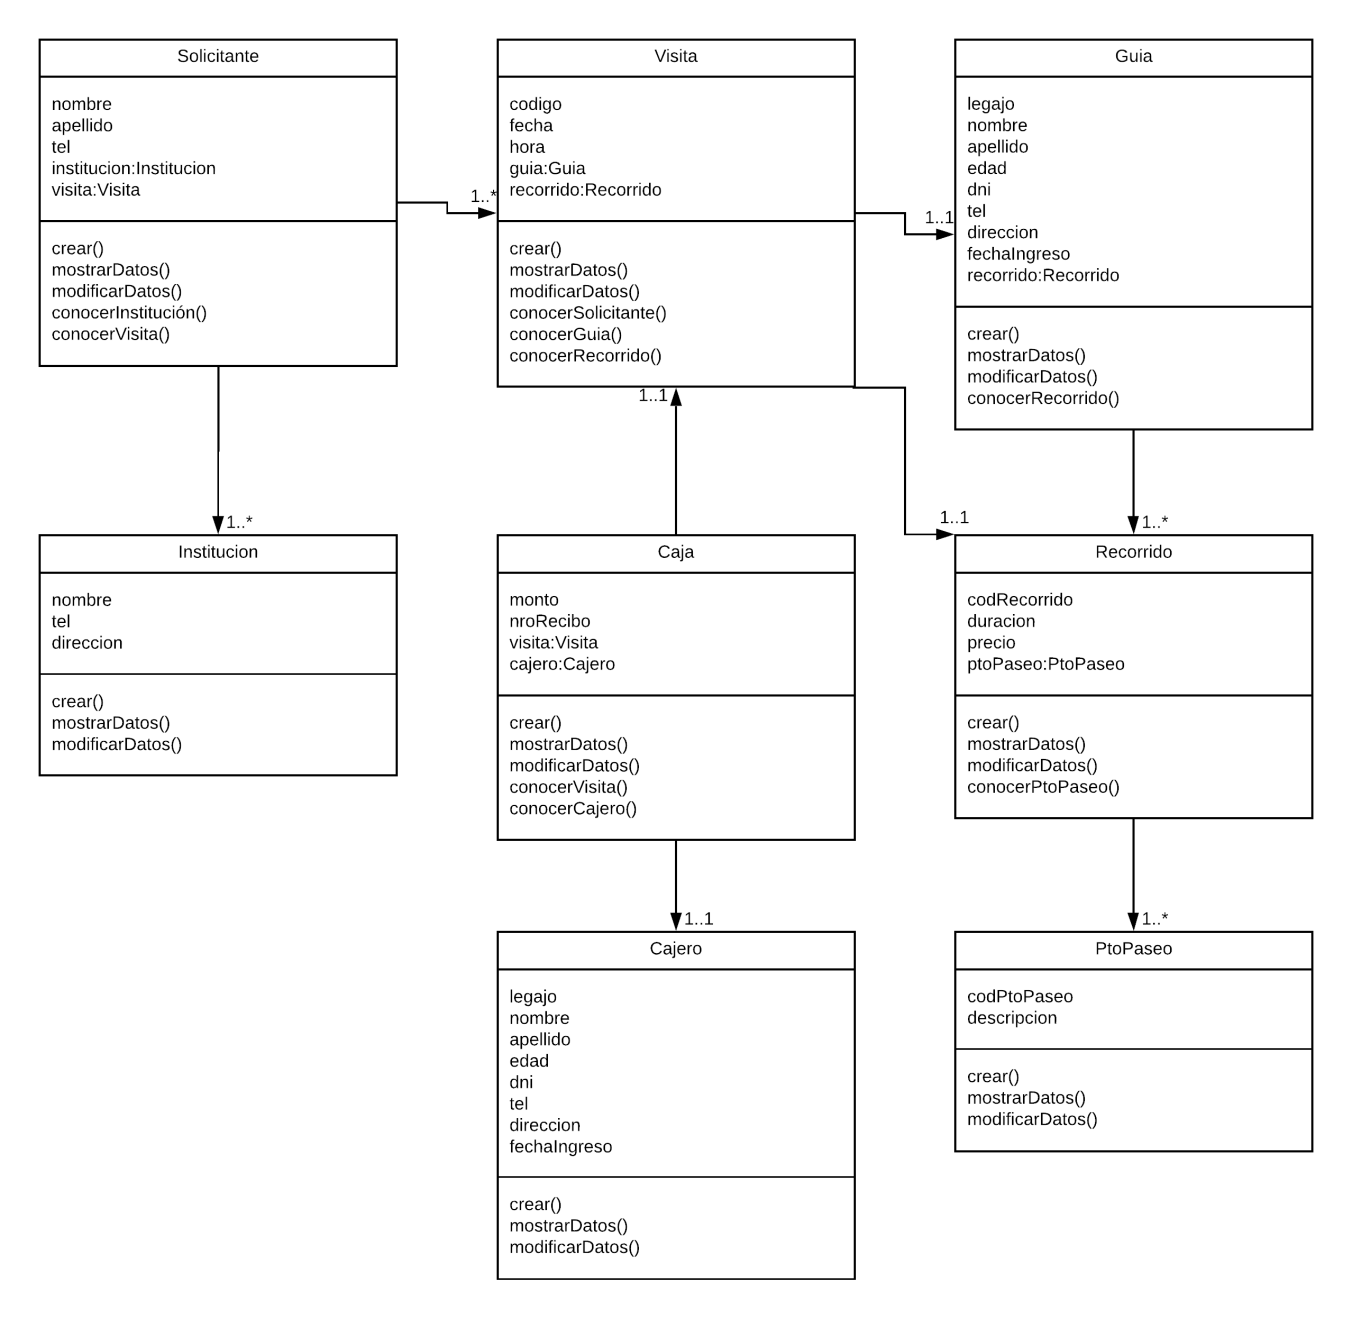 Solicitante
nombre
apellido
tel
institucion:Institucion
visita:Visita
crear()
mostrarDatos()
modificarDatos()
conocerInstitución()
conocerVisita()
1..*
Visita
codigo
fecha
hora
guia:Guia
recorrido:Recorrido
crear()
mostrarDatos()
modificarDatos()
conocerSolicitante()
conocerGuia()
conocerRecorrido()
1..1
Guia
legajo
nombre
apellido
edad
dni
tel
direccion
fechaIngreso
recorrido:Recorrido
crear()
mostrarDatos()
modificarDatos()
conocerRecorrido()
1..1
1..*
Institucion
nombre
tel
direccion
crear()
mostrarDatos()
modificarDatos()
Caja
monto
nroRecibo
visita:Visita
cajero:Cajero
crear()
mostrarDatos()
modificarDatos()
conocerVisita()
conocerCajero()
1..1
1..*
Recorrido
codRecorrido
duracion
precio
ptoPaseo:PtoPaseo
crear()
mostrarDatos()
modificarDatos()
conocerPtoPaseo()
1..1
Cajero
legajo
nombre
apellido
edad
dni
tel
direccion
fechaIngreso
crear()
mostrarDatos()
modificarDatos()
1..*
PtoPaseo
codPtoPaseo
descripcion
crear()
mostrarDatos()
modificarDatos()